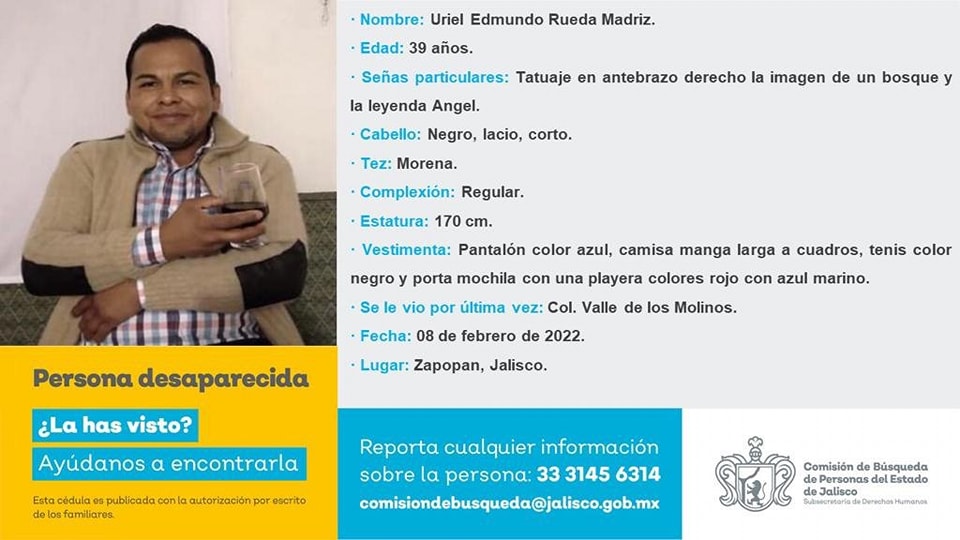 · Nombre: Uriel Edmundo Rueda Madriz.
· Edad: 39 años.
· Señas particulares: Tatuaje en antebrazo derecho la imagen de un bosque y
la leyenda Angel.
· Cabello: Negro, lacio, corto.
· Tez: Morena.
· Complexión: Regular.
· Estatura: 170 cm.
· Vestimenta: Pantalón color azul, camisa manga larga a cuadros, tenis color
negro y porta mochila con una playera colores rojo con azul marino.
· Se le vio por última vez: Col. Valle de los Molinos.
· Fecha: 08 de febrero de 2022.
· Lugar: Zapopan, Jalisco.
Persona desaparecida
¿La has visto?
Ayúdanos a encontrarla
Esta cédula es publicada con la autorización por escrito
de los familiares.
Reporta cualquier información
sobre la persona: 33 3145 6314
comisiondebusqueda@jalisco.gob.mx
Comisión de Búsqueda
de Personas del Estado
de Jalisco
Subsecretaría de Derechos Humanos